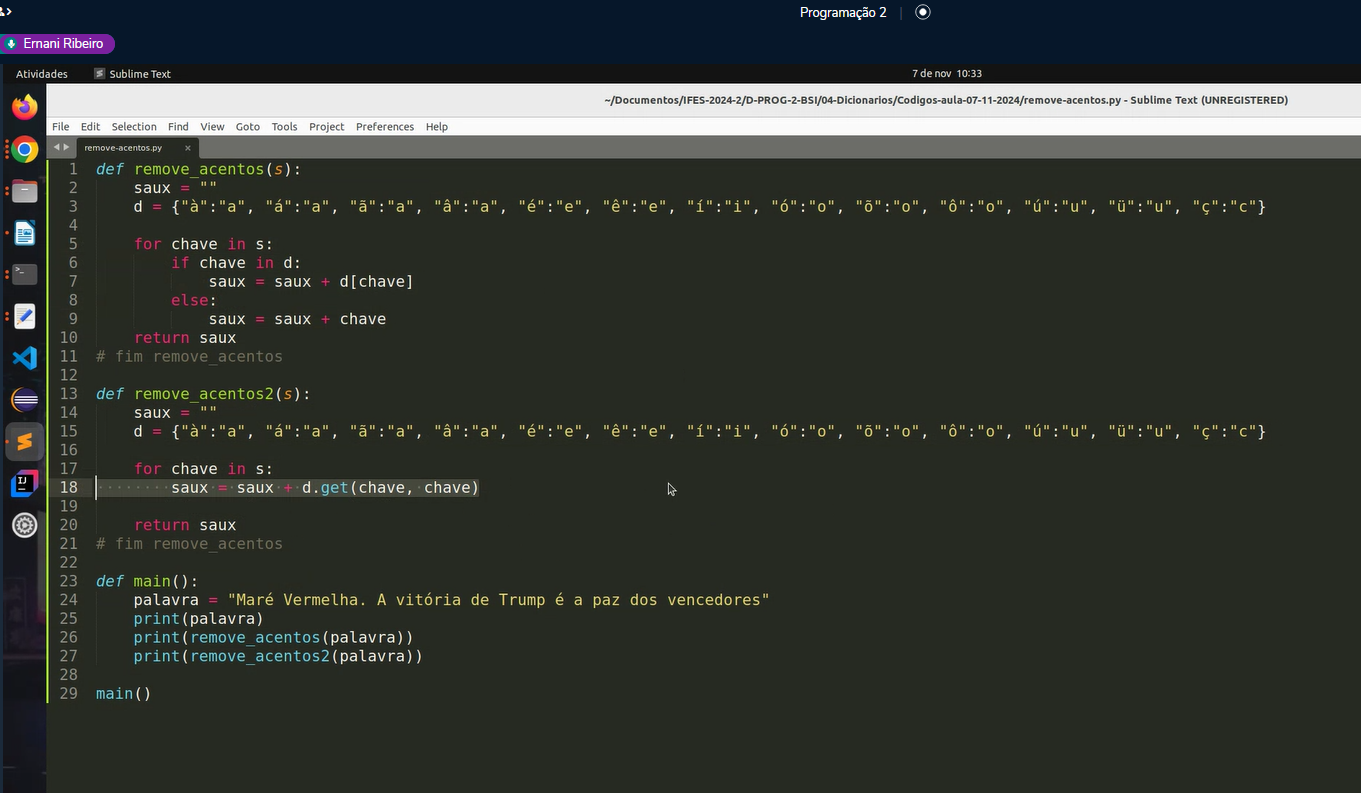 Programação 2
Ernani Ribeiro
Atividades Sublime Text 7 de nov 10:33
~/Documentos/IFES-2024-2/D-PROG-2-BSI/04-Dicionarios/Codigos-aula-07-11-2024/remove-acentos.py - Sublime Text (UNREGISTERED)
File Edit Selection Find View Goto Tools Project Preferences Help
remove-acentos.py ×
1 def remove_acentos(s):
2     saux = ""
3     d = {"à":"a", "á":"a", "ã":"a", "â":"a", "é":"e", "ê":"e", "í":"i", "ó":"o", "õ":"o", "ô":"o", "ú":"u", "ü":"u", "ç":"c"}
4
5     for chave in s:
6         if chave in d:
7             saux = saux + d[chave]
8         else:
9             saux = saux + chave
10     return saux
11 # fim remove_acentos
12
13 def remove_acentos2(s):
14     saux = ""
15     d = {"à":"a", "á":"a", "ã":"a", "â":"a", "é":"e", "ê":"e", "í":"i", "ó":"o", "õ":"o", "ô":"o", "ú":"u", "ü":"u", "ç":"c"}
16
17     for chave in s:
18         saux = saux + d.get(chave, chave)
19
20     return saux
21 # fim remove_acentos
22
23 def main():
24     palavra = "Maré Vermelha. A vitória de Trump é a paz dos vencedores"
25     print(palavra)
26     print(remove_acentos(palavra))
27     print(remove_acentos2(palavra))
28
29 main()